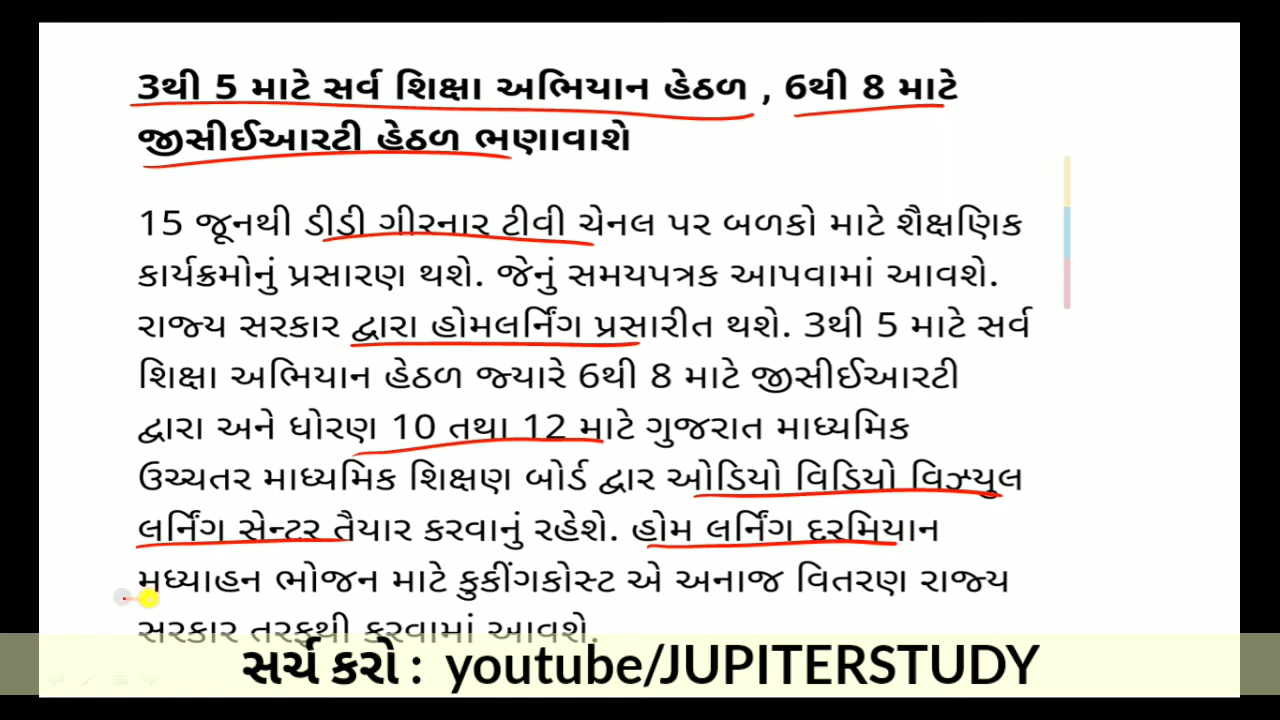 3થી 5 માટે સર્વ શિક્ષા અભિયાન હેઠળ , 6થી 8 માટે
જીસીઈઆરટી હેઠળ ભણાવાશે
15 જૂનથી ડીડી ગીરનાર ટીવી ચેનલ પર બળકો માટે શૈક્ષણિક
કાર્યક્રમોનું પ્રસારણ થશે. જેનું સમયપત્રક આપવામાં આવશે.
રાજ્ય સરકાર દ્વારા હોમલર્નિંગ પ્રસારીત થશે. 3થી 5 માટે સર્વ
શિક્ષા અભિયાન હેઠળ જ્યારે 6થી 8 માટે જીસીઈઆરટી
દ્વારા અને ધોરણ 10 તથા 12 માટે ગુજરાત માધ્યમિક
ઉચ્ચતર માધ્યમિક શિક્ષણ બોર્ડ દ્વાર ઓડિયો વિડિયો વિઝ્યુલ
લર્નિંગ સેન્ટર તૈયાર કરવાનું રહેશે. હોમ લર્નિંગ દરમિયાન
મધ્યાહન ભોજન માટે કુકીંગકોસ્ટ એ અનાજ વિતરણ રાજ્ય
સરકાર તરફથી કરવામાં આવશે.
સર્ચ કરો : youtube/JUPITERSTUDY